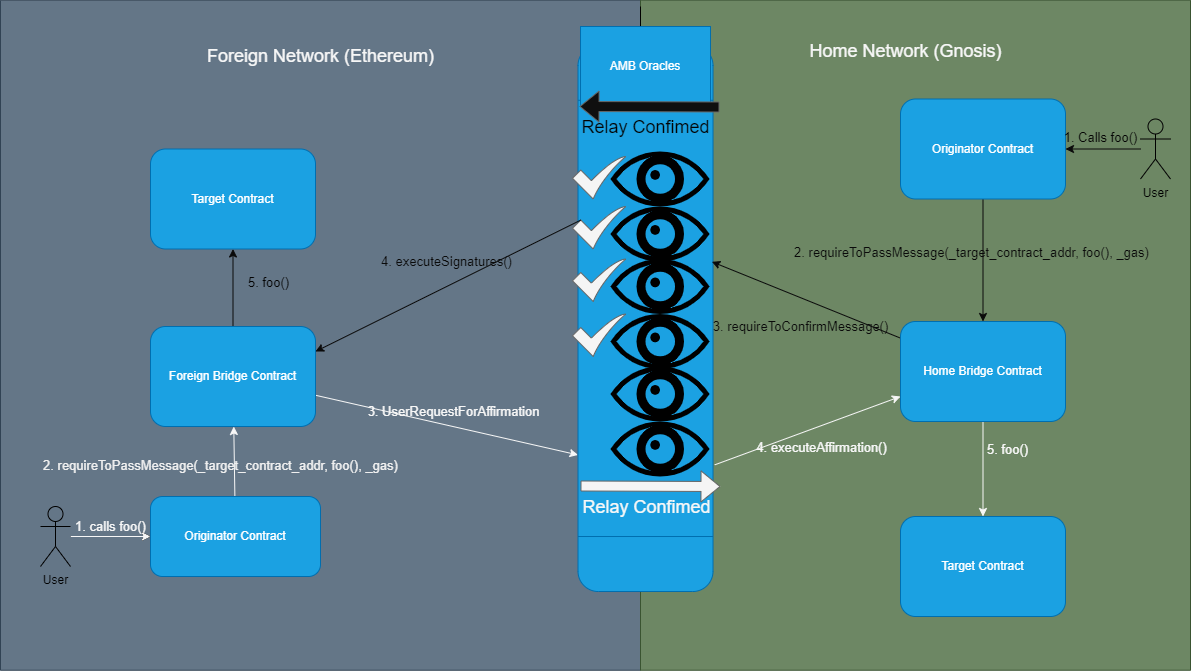 Foreign Network (Ethereum)
Home Network (Gnosis)
AMB Oracles
Relay Confimed
Originator Contract
1. Calls foo()
User
Target Contract
2. requireToPassMessage(_target_contract_addr, foo(), _gas)
4. executeSignatures()
5. foo()
3. requireToConfirmMessage()
Foreign Bridge Contract
Home Bridge Contract
3. UserRequestForAffirmation
4. executeAffirmation()
5. foo()
2. requireToPassMessage(_target_contract_addr, foo(), _gas)
Relay Confimed
1. calls foo()
Originator Contract
User
Target Contract